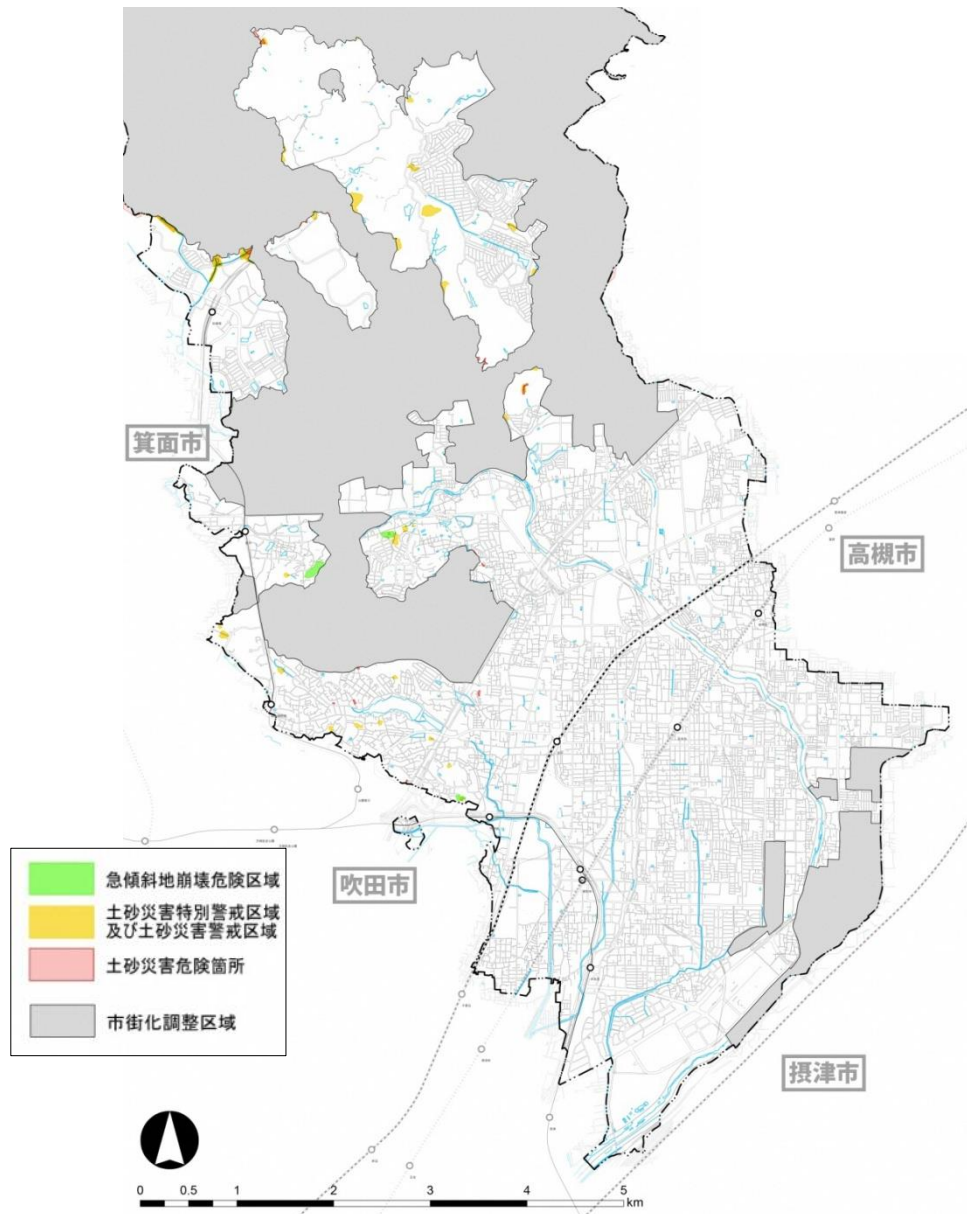 箕面市
高槻市
吹田市
摂津市
急傾斜地崩壊危険区域
土砂災害特別警戒区域
及び土砂災害警戒区域
土砂災害危険箇所
市街化調整区域
0 0.5 1 2 3 4 5
km